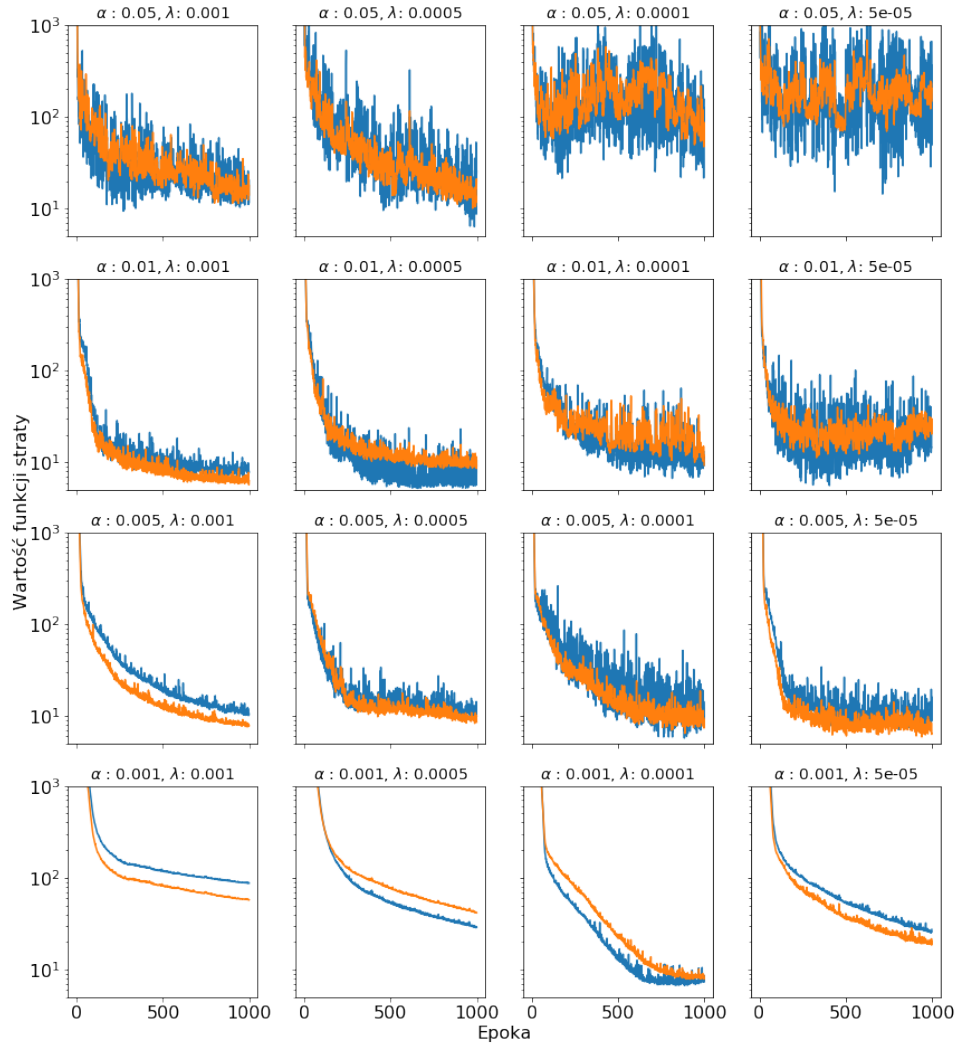 α : 0.05, λ: 0.001
α : 0.05, λ: 0.0005
α : 0.05, λ: 0.0001
α : 0.05, λ: 5e-05
10³
10²
10¹
α : 0.01, λ: 0.001
α : 0.01, λ: 0.0005
α : 0.01, λ: 0.0001
α : 0.01, λ: 5e-05
10³
10²
10¹
Wartość funkcji straty
α : 0.005, λ: 0.001
α : 0.005, λ: 0.0005
α : 0.005, λ: 0.0001
α : 0.005, λ: 5e-05
10³
10²
10¹
α : 0.001, λ: 0.001
α : 0.001, λ: 0.0005
α : 0.001, λ: 0.0001
α : 0.001, λ: 5e-05
10³
10²
10¹
0 500 1000
0 500 1000
0 500 1000
0 500 1000
Epoka